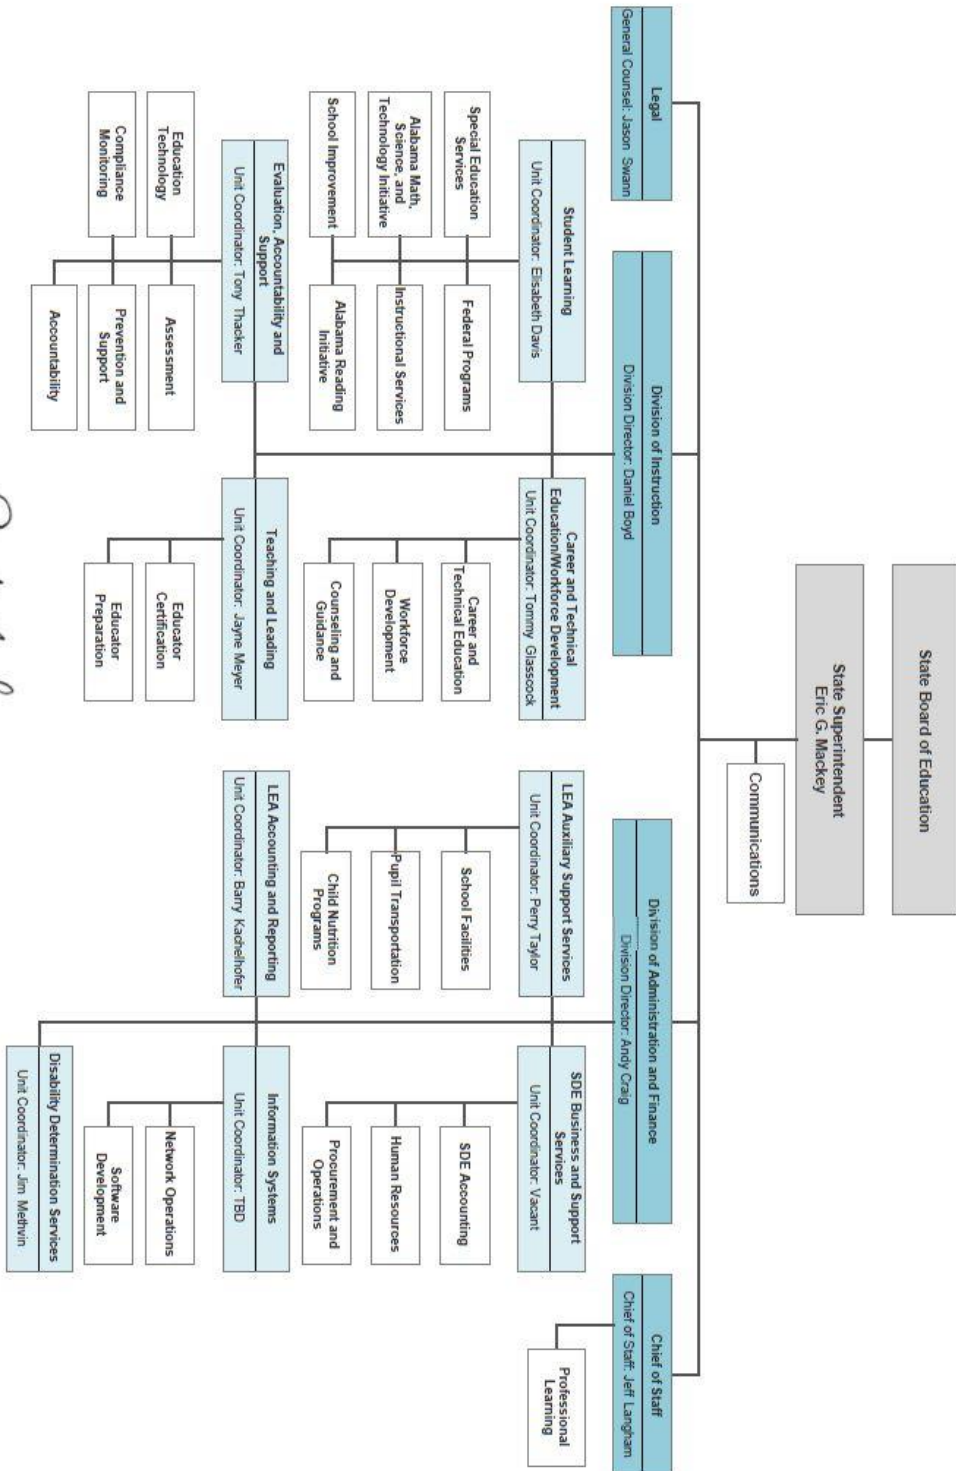 State Board of Education
State Superintendent
Eric G. Mackey
Communications
Legal
General Counsel: Jason Swann
Division of Instruction
Division Director: Daniel Boyd
Division of Administration and Finance
Division Director: Andy Craig
Chief of Staff
Chief of Staff: Jeff Langham
Student Learning
Unit Coordinator: Elisabeth Davis
Special Education
Services
Federal Programs
Alabama Math,
Science, and
Technology Initiative
Instructional Services
School Improvement
Alabama Reading
Initiative
Career and Technical
Education/Workforce Development
Unit Coordinator: Tommy Glasscock
Career and
Technical Education
Workforce
Development
Counseling and
Guidance
LEA Auxiliary Support Services
Unit Coordinator: Perry Taylor
School Facilities
Pupil Transportation
Child Nutrition
Programs
SDE Business and Support
Services
Unit Coordinator: Vacant
SDE Accounting
Human Resources
Procurement and
Operations
Professional
Learning
Evaluation, Accountability and
Support
Unit Coordinator: Tony Thacker
Education
Technology
Assessment
Compliance
Monitoring
Prevention and
Support
Accountability
Teaching and Leading
Unit Coordinator: Jayne Meyer
Educator
Certification
Educator
Preparation
LEA Accounting and Reporting
Unit Coordinator: Barry Kachelhofer
Information Systems
Unit Coordinator: TBD
Network Operations
Software
Development
Disability Determination Services
Unit Coordinator: Jim Methvin